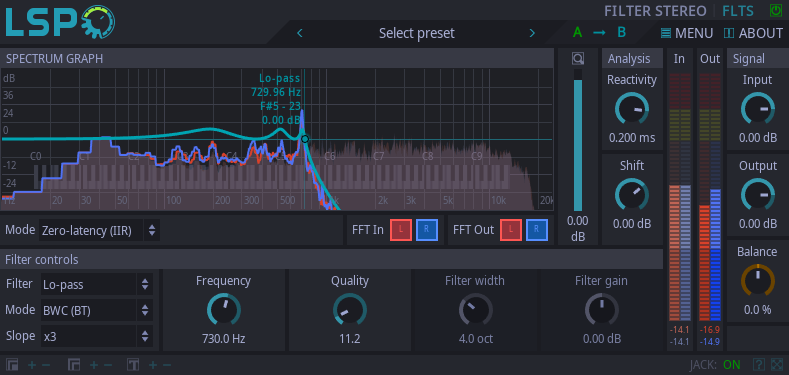 LSP
FILTER STEREO FLTS
Select preset
A → B
MENU
ABOUT
SPECTRUM GRAPH
Analysis
In
Out
Signal
dB
36
24
0
-12
-24
Lo-pass
729.96 Hz
F#5 - 23
0.00 dB
C0 C1 C2 C4 C6 C7 C8 C9
20 30 50 100 200 300 500 2k 3k 5k 10k 20k
Reactivity
0.200 ms
Shift
0.00 dB
0.00
dB
Input
0.00 dB
Output
0.00 dB
Balance
0.0 %
Mode Zero-latency (IIR)
FFT In L R
FFT Out L R
Filter controls
Filter Lo-pass
Mode BWC (BT)
Slope x3
Frequency
730.0 Hz
Quality
11.2
Filter width
4.0 oct
Filter gain
0.00 dB
-14.1
-14.1
-16.9
-14.9
JACK: ON